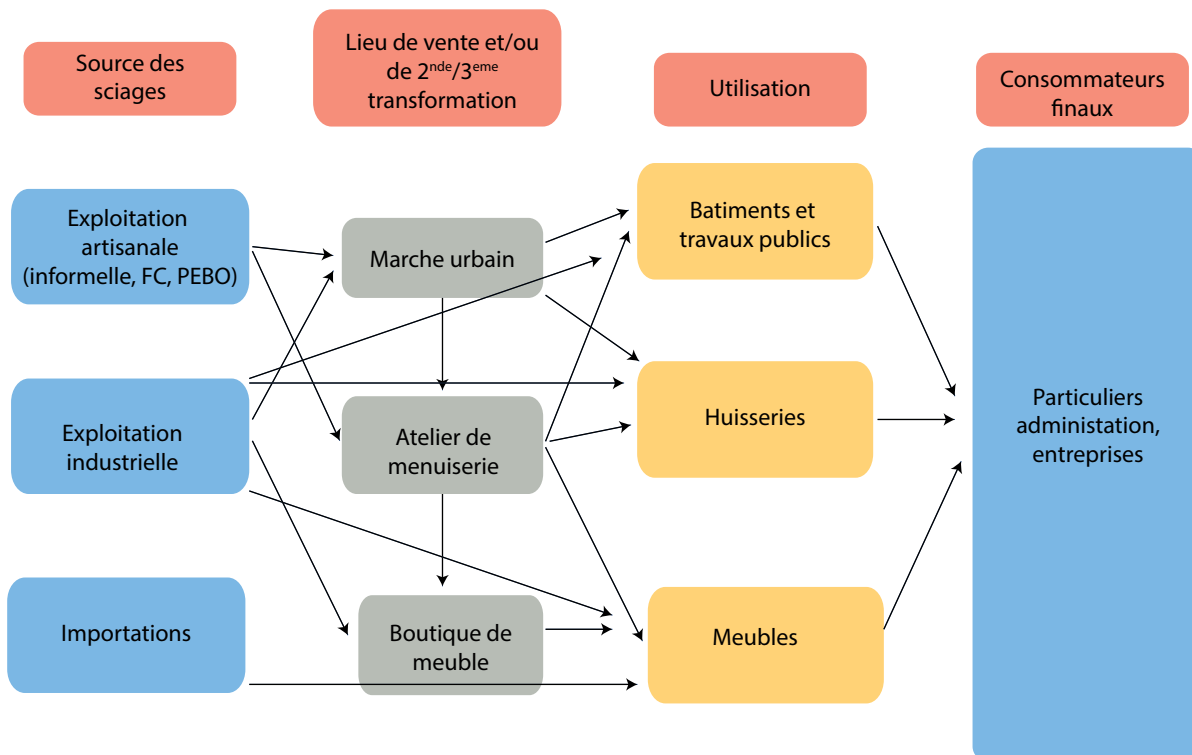 Source des
sciages
Lieu de vente et/ou
de 2nde/3eme
transformation
Utilisation
Consommateurs
finaux
Exploitation
artisanale
(informelle, FC, PEBO)
Marche urbain
Batiments et
travaux publics
Exploitation
industrielle
Atelier de
menuiserie
Huisseries
Particuliers
administation,
entreprises
Importations
Boutique de
meuble
Meubles